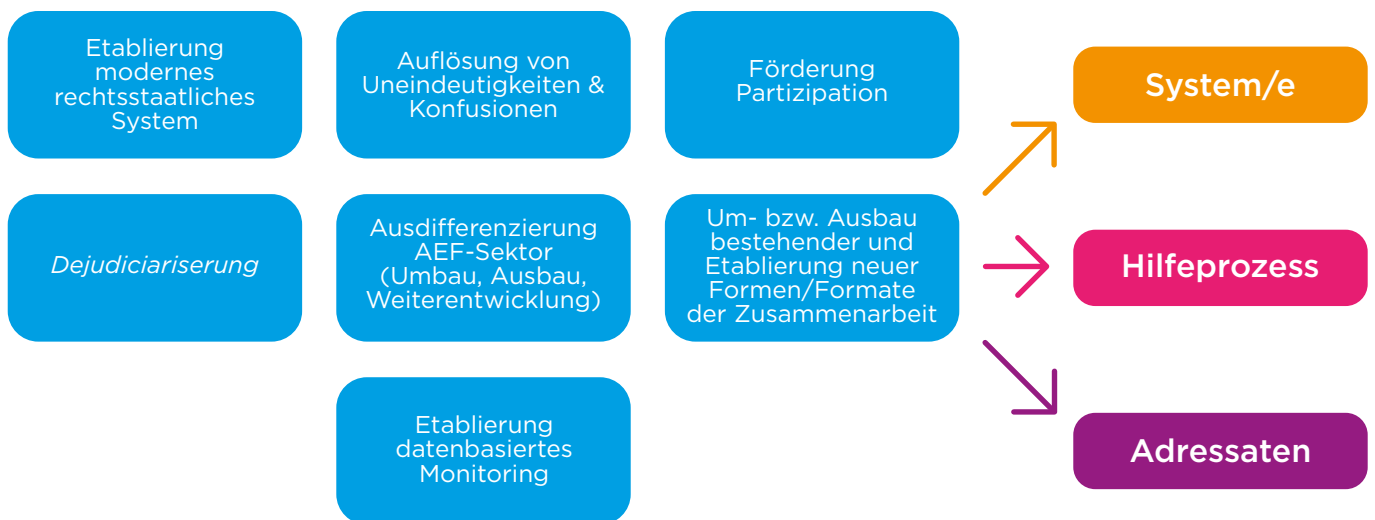 Etablierung
modernes
rechtsstaatliches
System
Auflösung von
Uneindeutigkeiten &
Konfusionen
Förderung
Partizipation
System/e
Dejudiciariserung
Ausdifferenzierung
AEF-Sektor
(Umbau, Ausbau,
Weiterentwicklung)
Um- bzw. Ausbau
bestehender und
Etablierung neuer
Formen/Formate
der Zusammenarbeit
Hilfeprozess
Etablierung
datenbasiertes
Monitoring
Adressaten